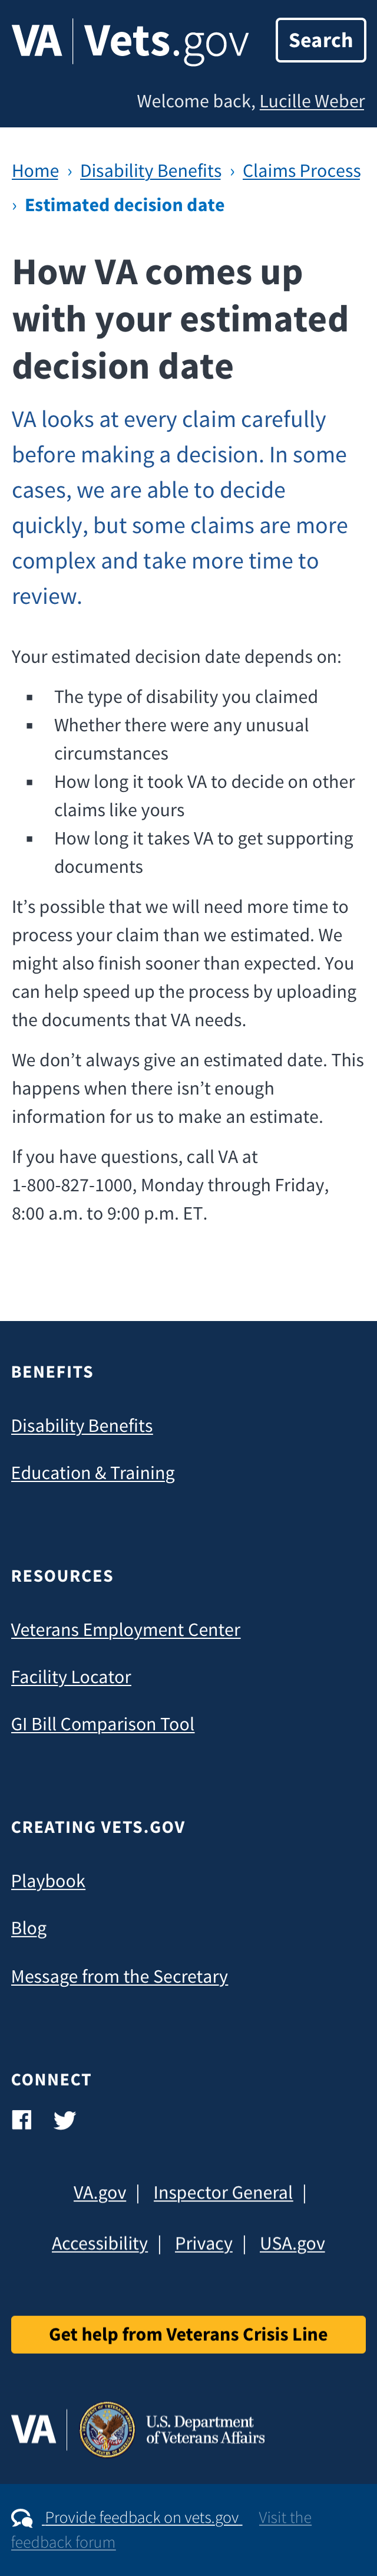 VA Vets.gov Search
Welcome back, Lucille Weber
Home › Disability Benefits › Claims Process
› Estimated decision date
How VA comes up
with your estimated
decision date
VA looks at every claim carefully
before making a decision. In some
cases, we are able to decide
quickly, but some claims are more
complex and take more time to
review.
Your estimated decision date depends on:
▪ The type of disability you claimed
▪ Whether there were any unusual
circumstances
▪ How long it took VA to decide on other
claims like yours
▪ How long it takes VA to get supporting
documents
It’s possible that we will need more time to
process your claim than we estimated. We
might also finish sooner than expected. You
can help speed up the process by uploading
the documents that VA needs.
We don’t always give an estimated date. This
happens when there isn’t enough
information for us to make an estimate.
If you have questions, call VA at
1-800-827-1000, Monday through Friday,
8:00 a.m. to 9:00 p.m. ET.
BENEFITS
Disability Benefits
Education & Training
RESOURCES
Veterans Employment Center
Facility Locator
GI Bill Comparison Tool
CREATING VETS.GOV
Playbook
Blog
Message from the Secretary
CONNECT
VA.gov | Inspector General |
Accessibility | Privacy | USA.gov
Get help from Veterans Crisis Line
VA U.S. Department
of Veterans Affairs
Provide feedback on vets.gov Visit the
feedback forum